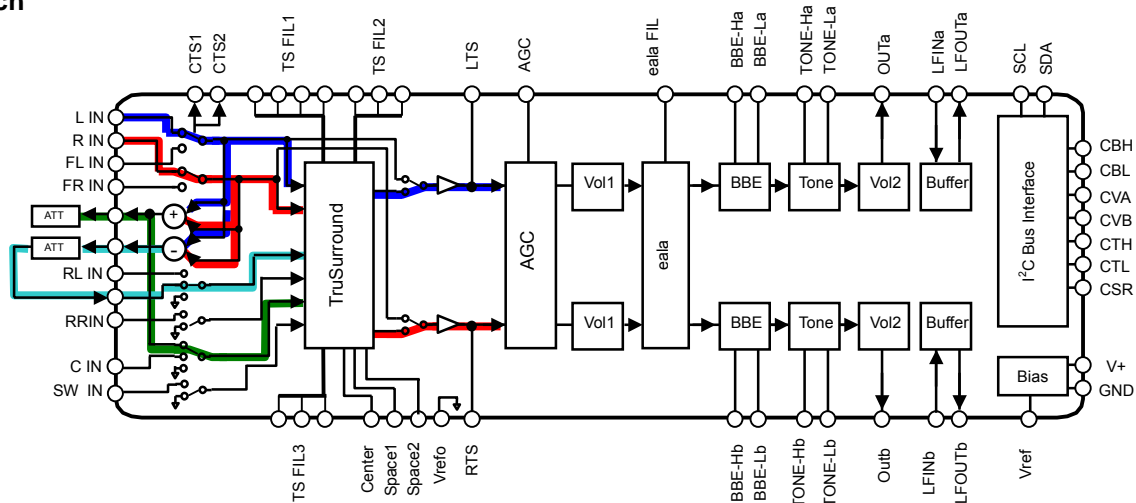 ch
CTS1
CTS2
TS FIL1
TS FIL2
LTS
AGC
eala FIL
BBE-Ha
BBE-La
TONE-Ha
TONE-La
OUTa
LFINa
LFOUTa
SCL
SDA
L IN
R IN
FL IN
FR IN
ATT
+
ATT
-
RL IN
RRIN
C IN
SW IN
TruSurround
AGC
Vol1
eala
BBE
Tone
Vol2
Buffer
I2C Bus Interface
Vol1
BBE
Tone
Vol2
Buffer
Bias
CBH
CBL
CVA
CVB
CTH
CTL
CSR
V+
GND
TS FIL3
Center
Space1
Space2
Vrefo
RTS
BBE-Hb
BBE-Lb
TONE-Hb
TONE-Lb
Outb
LFINb
LFOUTb
Vref